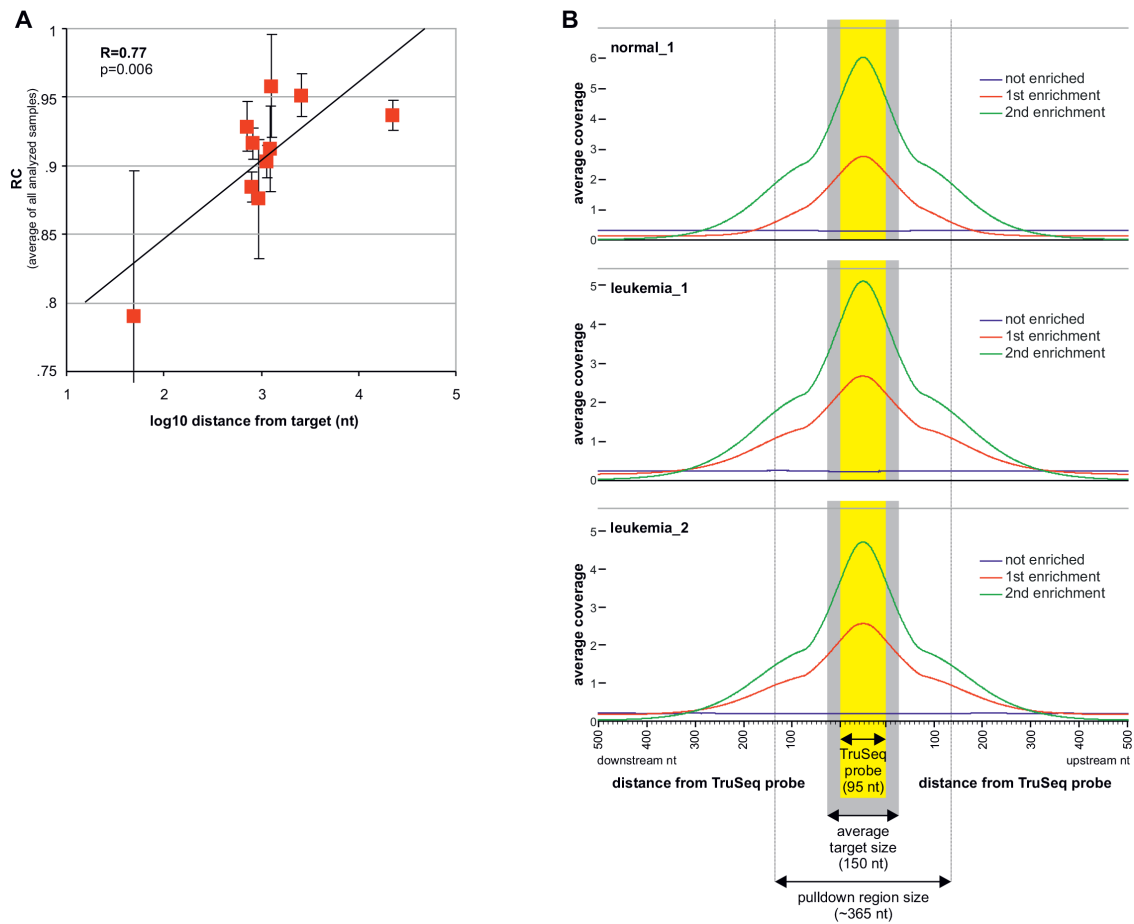 A
R=0.77
p=0.006
RC
(average of all analyzed samples)
1
.95
.9
.85
.8
.75
1
2
3
4
5
log10 distance from target (nt)
B
normal_1
average coverage
6
5
4
3
2
1
0
not enriched
1st enrichment
2nd enrichment
leukemia_1
average coverage
5
4
3
2
1
0
not enriched
1st enrichment
2nd enrichment
leukemia_2
average coverage
5
4
3
2
1
0
not enriched
1st enrichment
2nd enrichment
500
400
300
200
100
100
200
300
400
500
downstream nt
upstream nt
distance from TruSeq probe
distance from TruSeq probe
TruSeq
probe
(95 nt)
average
target size
(150 nt)
pulldown region size
(~365 nt)